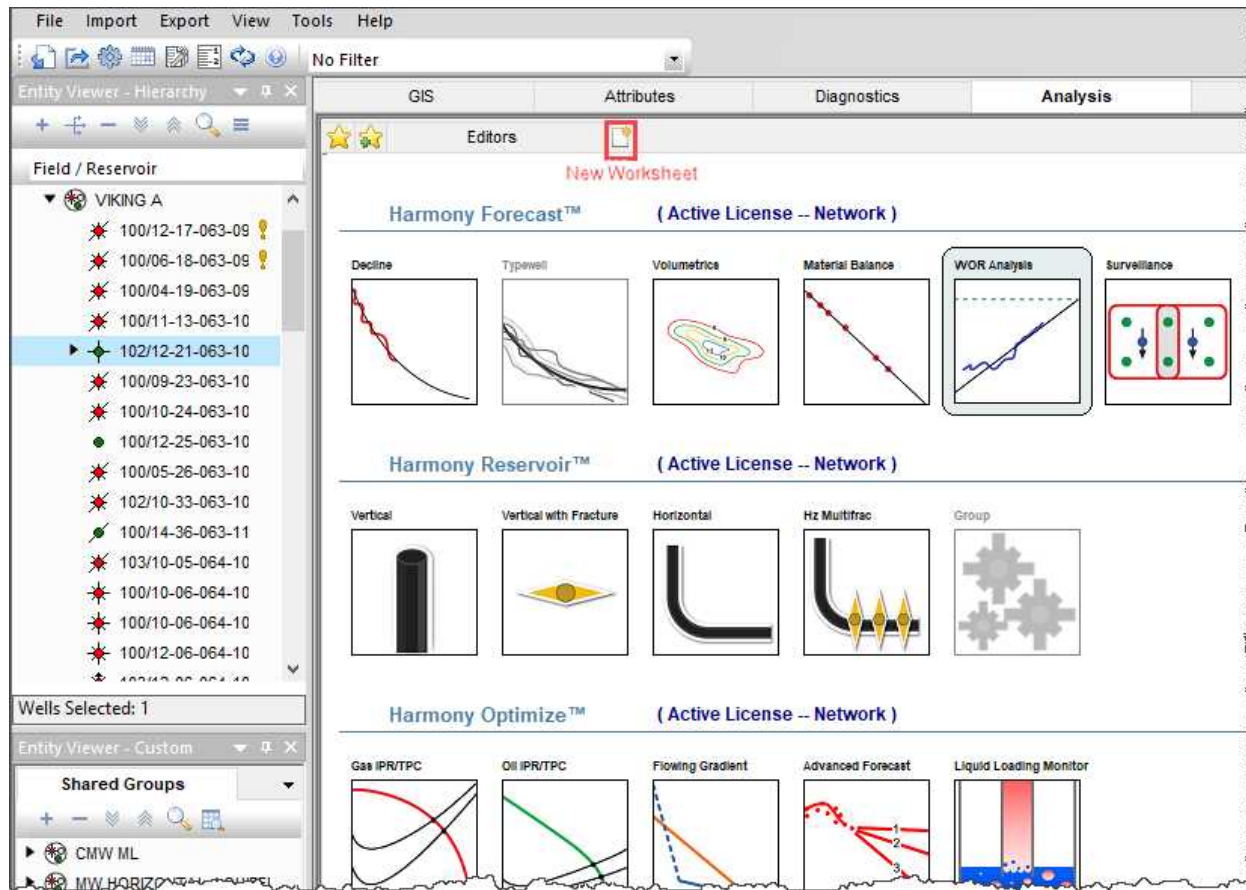 File Import Export View Tools Help
No Filter
Entity Viewer - Hierarchy
GIS Attributes Diagnostics Analysis
Editors
New Worksheet
Field / Reservoir
VIKING A
100/12-17-063-09
100/06-18-063-09
100/04-19-063-09
100/11-13-063-10
102/12-21-063-10
100/09-23-063-10
100/10-24-063-10
100/12-25-063-10
100/05-26-063-10
102/10-33-063-10
100/14-36-063-11
103/10-05-064-10
100/10-06-064-10
100/10-06-064-10
100/12-06-064-10
Wells Selected: 1
Entity Viewer - Custom
Shared Groups
CMW ML
MW HORIZONTAL
Harmony Forecast™ ( Active License -- Network )
Decline Typewell Volumetrics Material Balance WOR Analysis Surveillance
Harmony Reservoir™ ( Active License -- Network )
Vertical Vertical with Fracture Horizontal Hz Multifrac Group
Harmony Optimize™ ( Active License -- Network )
Gas IPR/TPC Oil IPR/TPC Flowing Gradient Advanced Forecast Liquid Loading Monitor
1
2
3